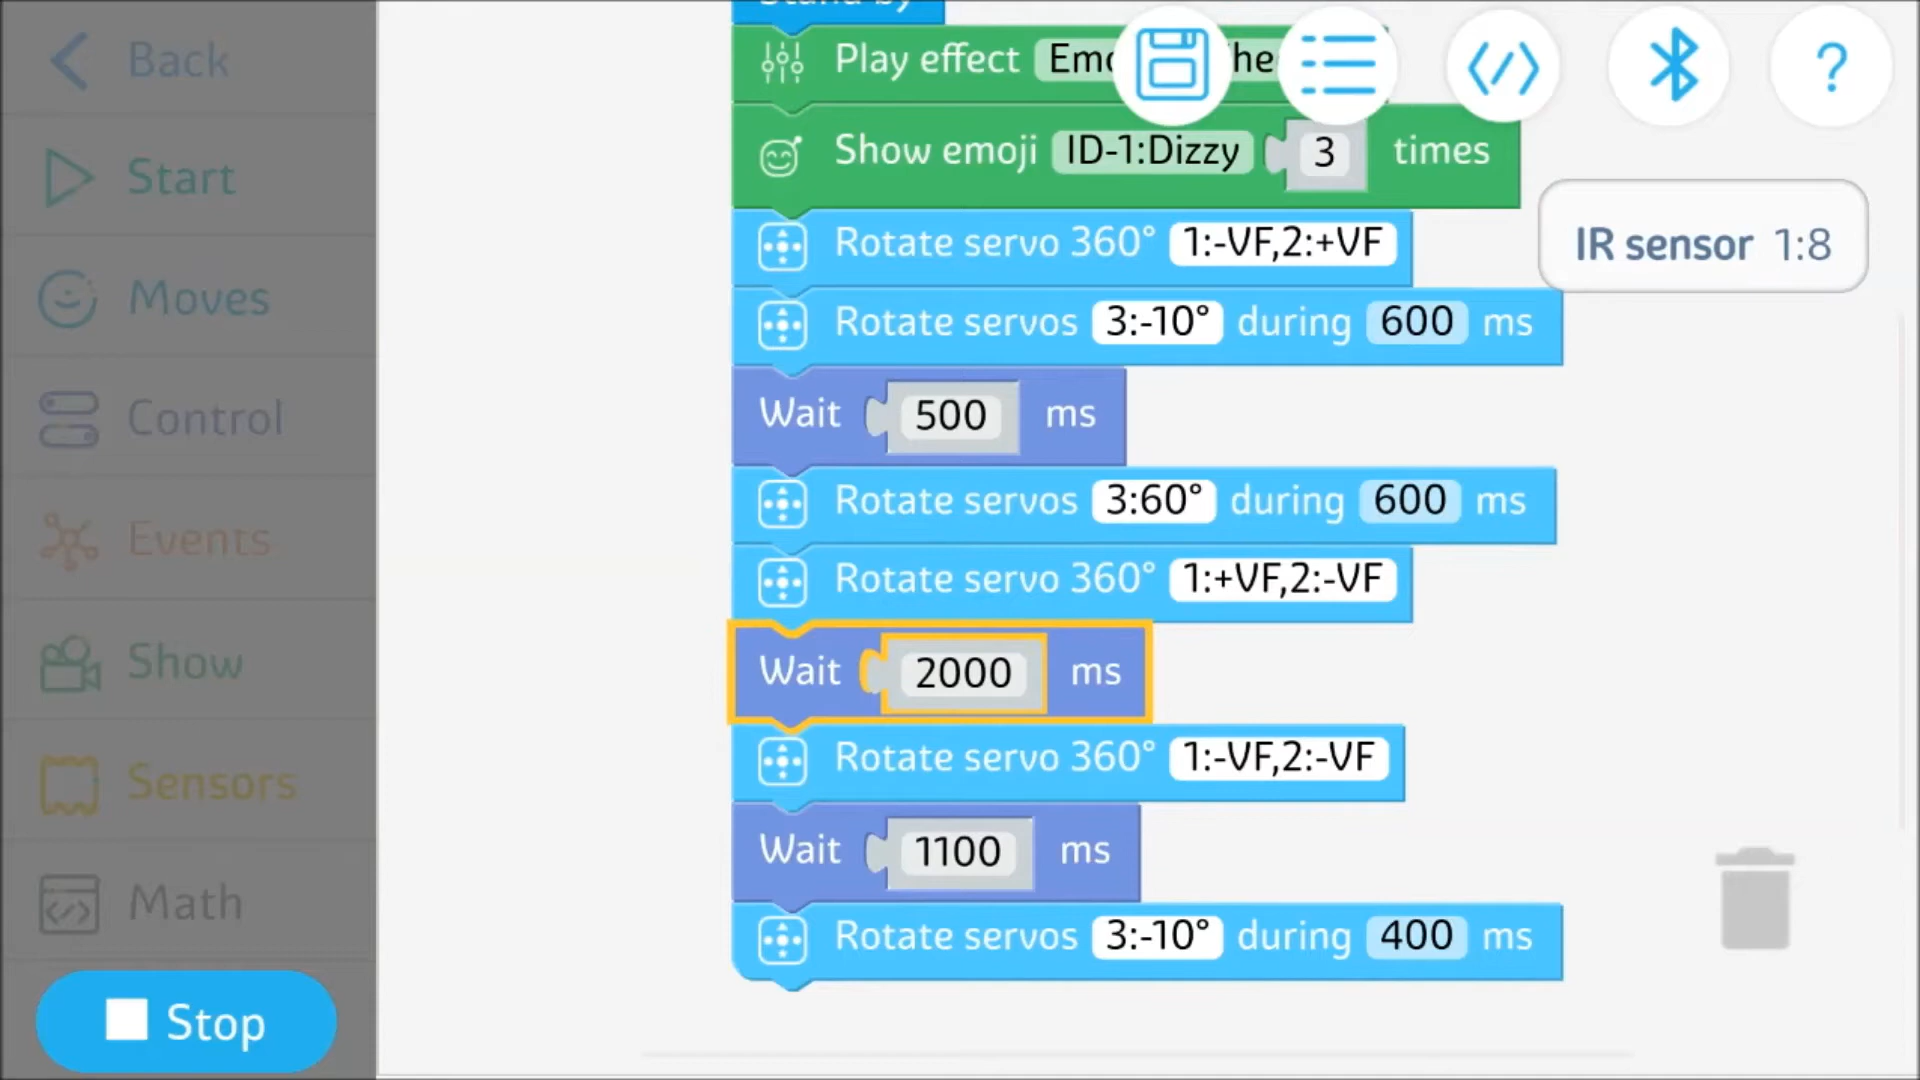 Back
Start
Moves
Control
Events
Show
Sensors
Math
Stop
Stand by
Play effect
Show emoji ID-1:Dizzy 3 times
Rotate servo 360° 1:-VF,2:+VF
Rotate servos 3:-10° during 600 ms
Wait 500 ms
Rotate servos 3:60° during 600 ms
Rotate servo 360° 1:+VF,2:-VF
Wait 2000 ms
Rotate servo 360° 1:-VF,2:-VF
Wait 1100 ms
Rotate servos 3:-10° during 400 ms
?
IR sensor 1:8